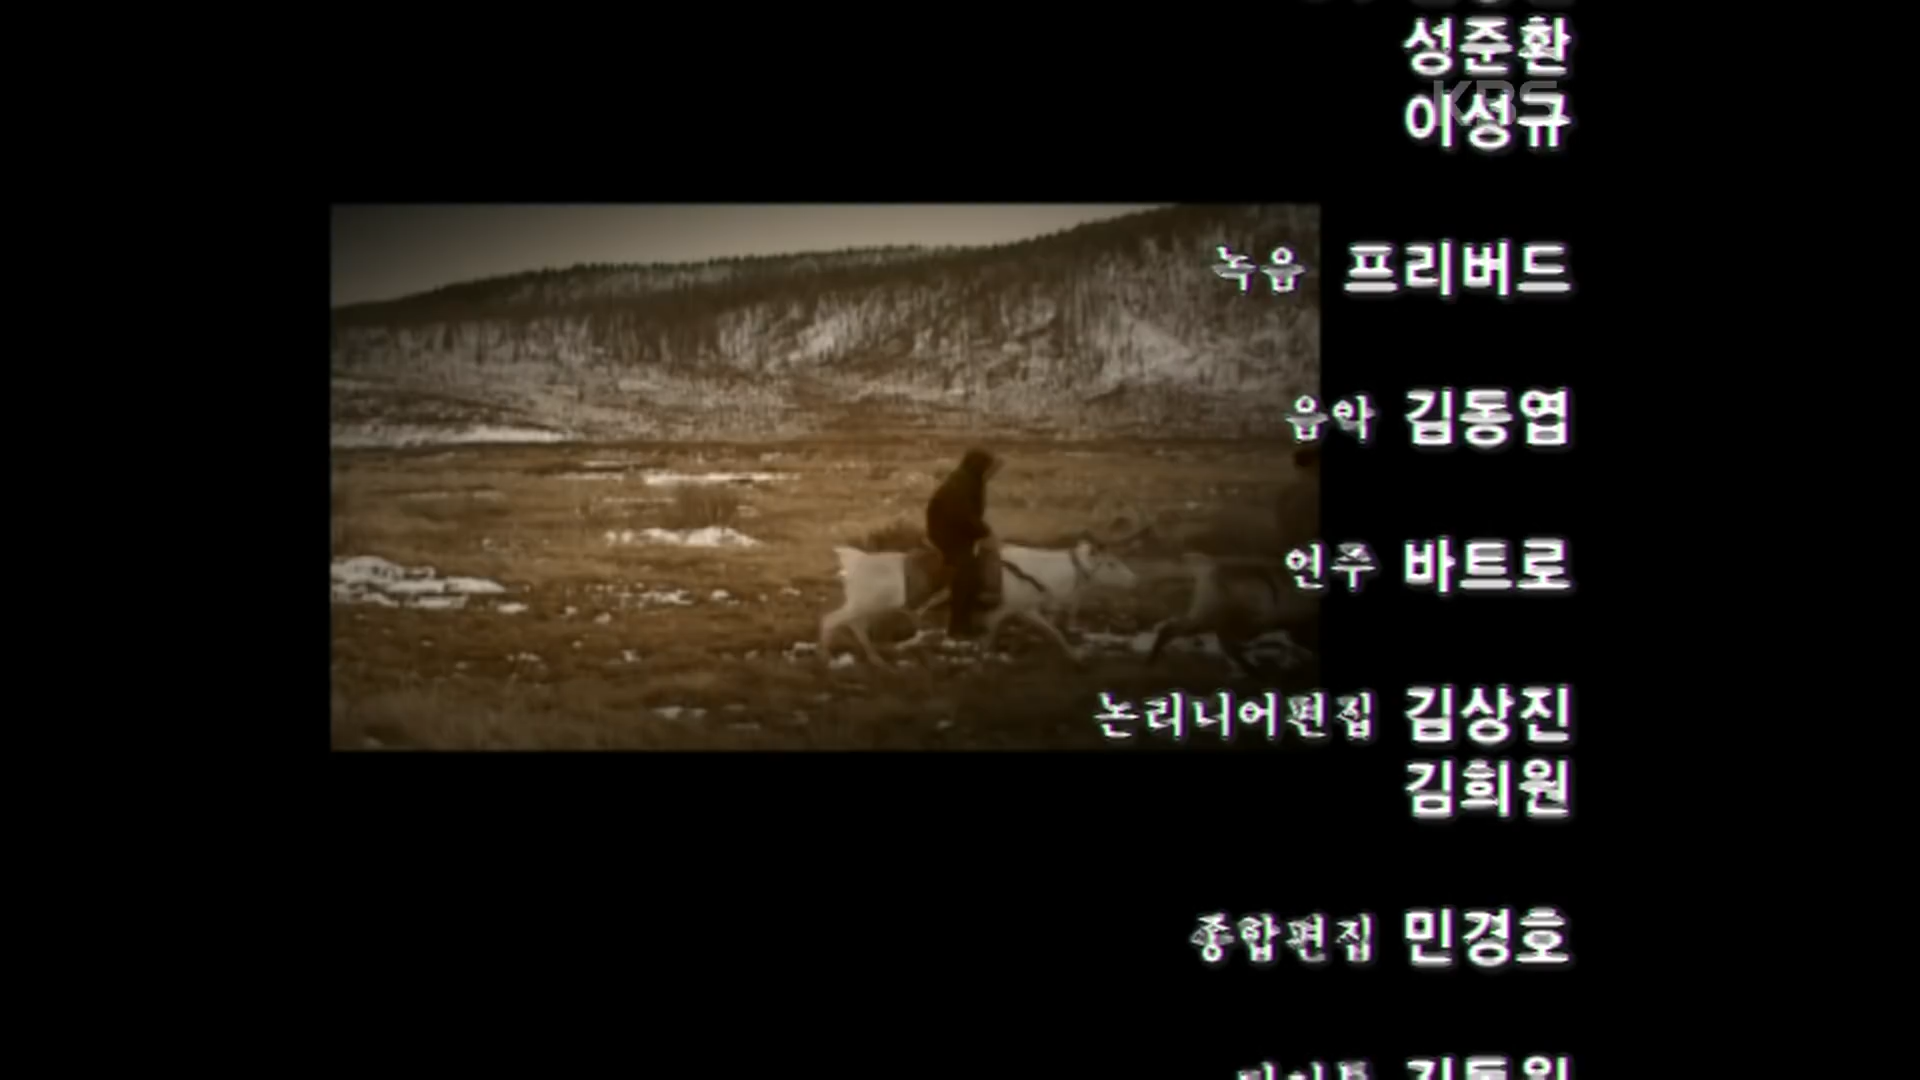 성준환
KBS
이성규
녹음 프리버드
음악 김동엽
연주 바트로
논리니어편집 김상진
김희원
종합편집 민경호